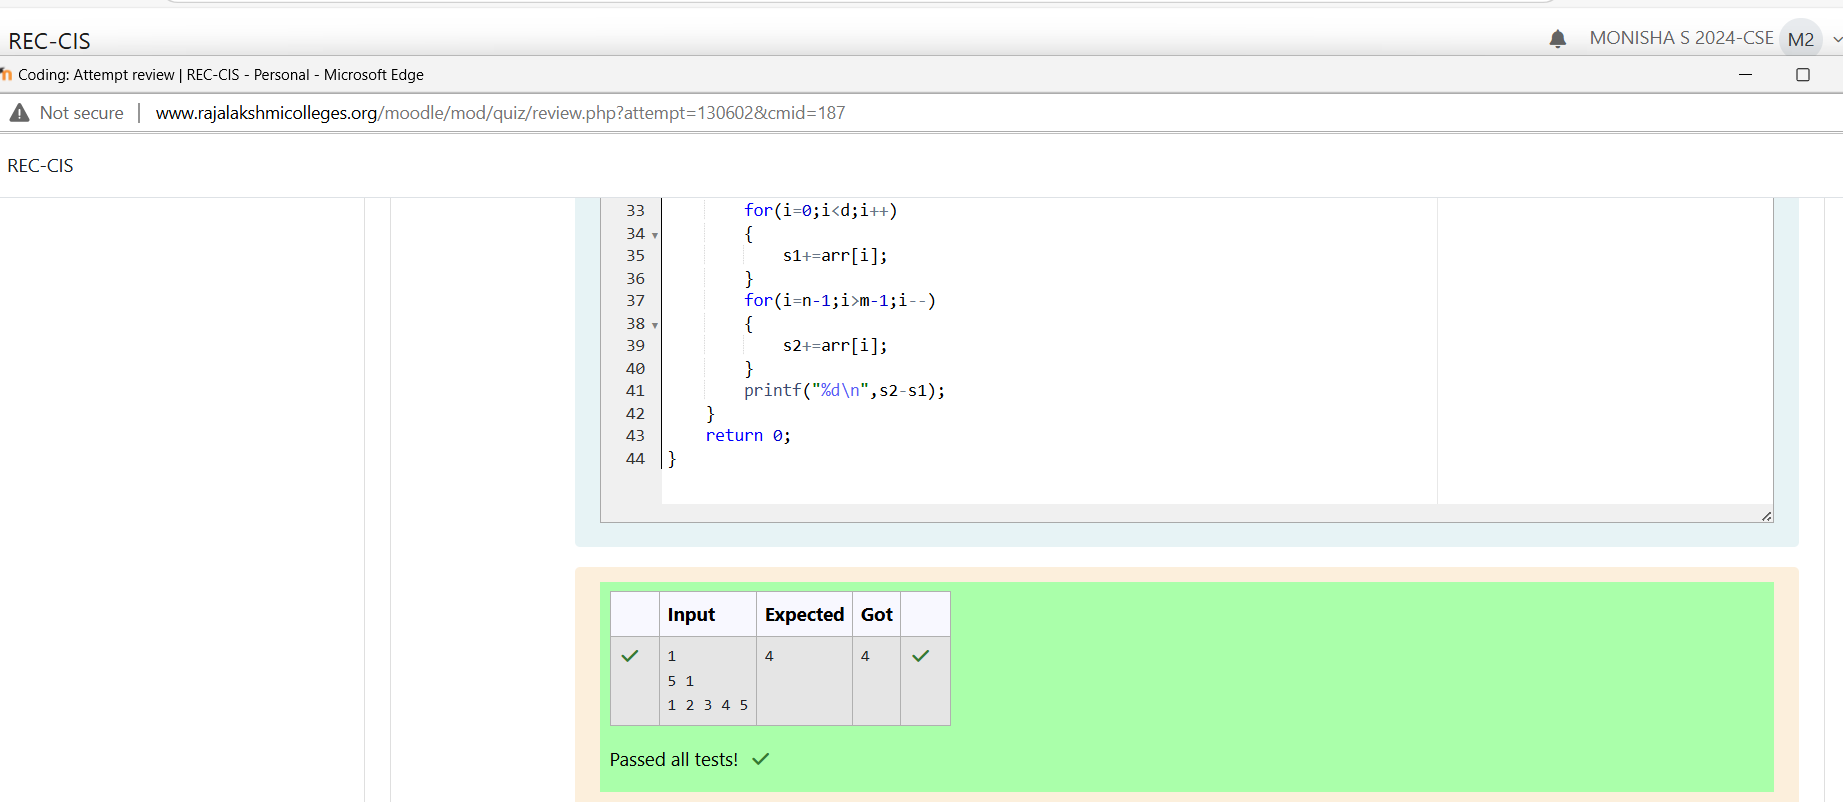 REC-CIS
MONISHA S 2024-CSE M2
Coding: Attempt review | REC-CIS - Personal - Microsoft Edge
Not secure | www.rajalakshmicolleges.org/moodle/mod/quiz/review.php?attempt=130602&cmid=187
REC-CIS
33 for(i=0;i<d;i++)
34 {
35 s1+=arr[i];
36 }
37 for(i=n-1;i>m-1;i--)
38 {
39 s2+=arr[i];
40 }
41 printf("%d\n",s2-s1);
42 }
43 return 0;
44 }
Input Expected Got
1 4 4
5 1
1 2 3 4 5
Passed all tests!